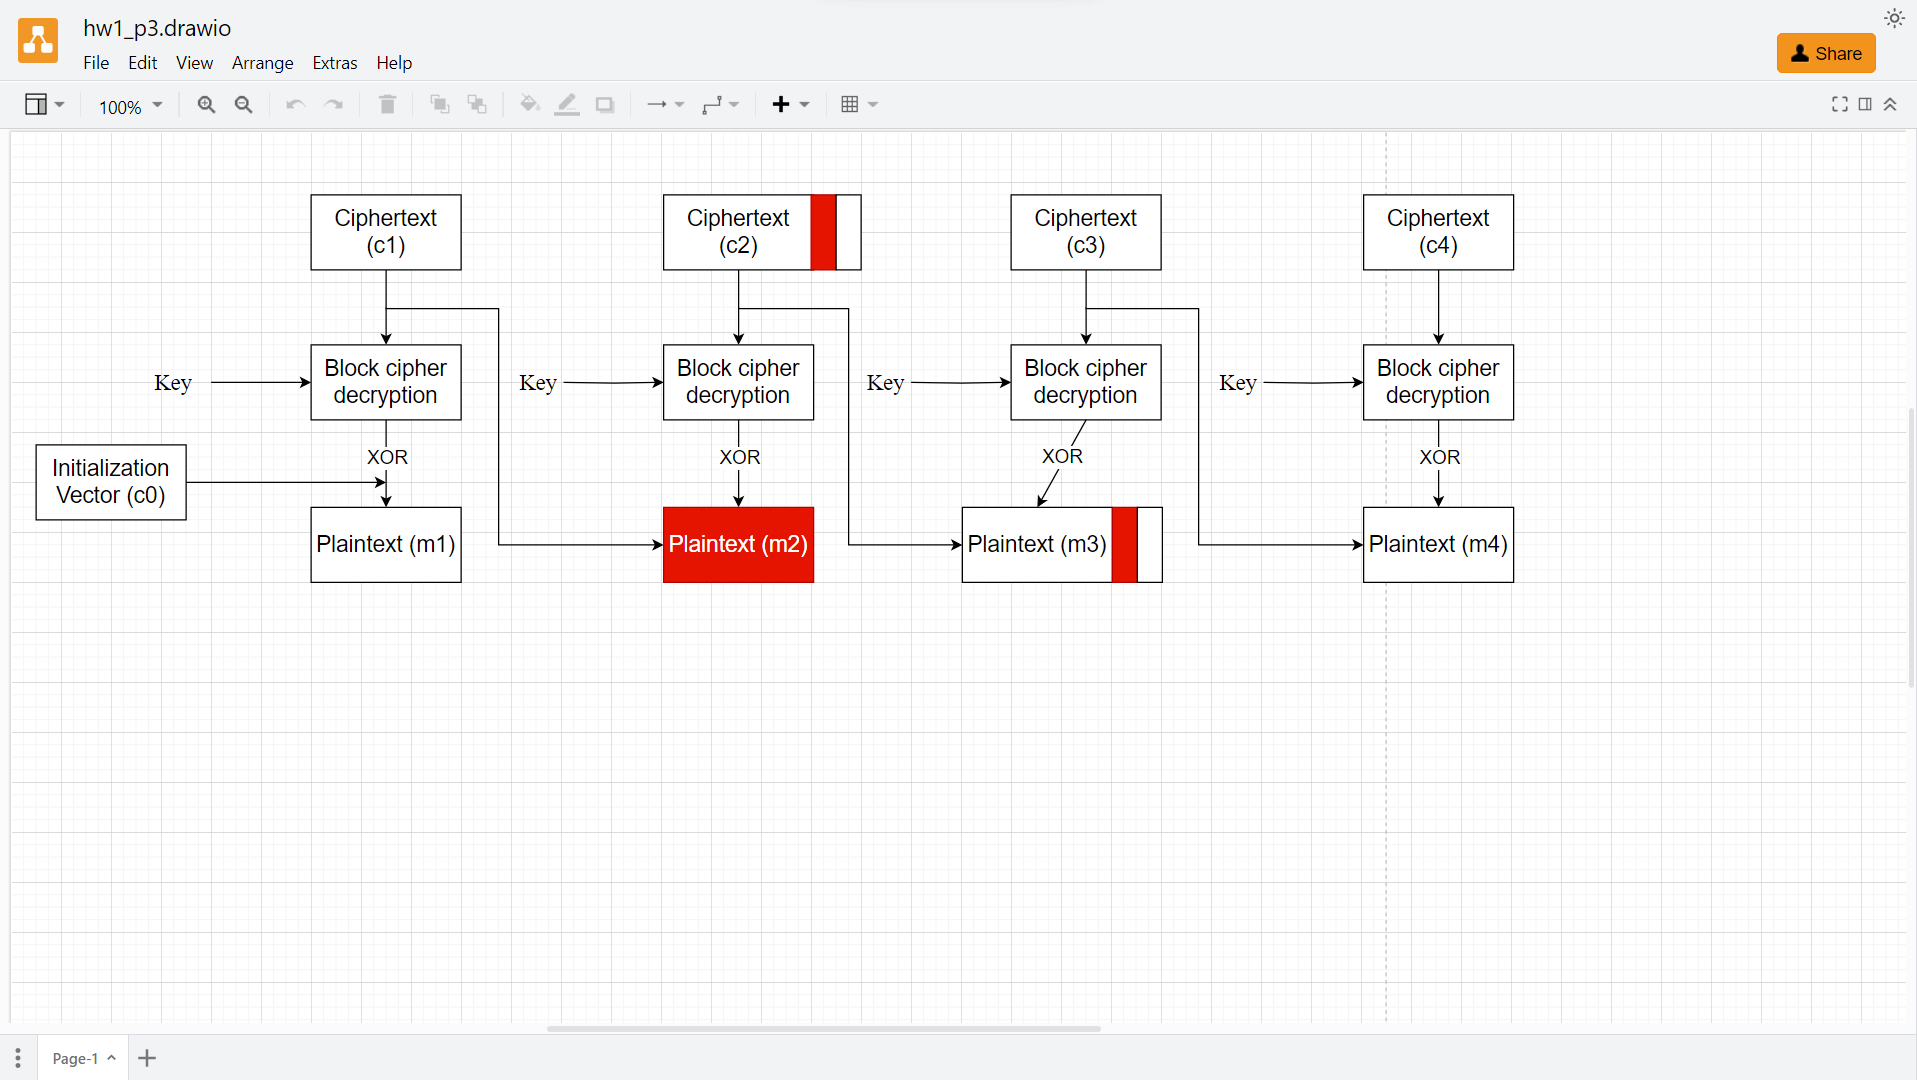 hw1_p3.drawio
File Edit View Arrange Extras Help
Share
100%
Ciphertext
(c1)
Ciphertext
(c2)
Ciphertext
(c3)
Ciphertext
(c4)
Key
Block cipher
decryption
Key
Block cipher
decryption
Key
Block cipher
decryption
Key
Block cipher
decryption
XOR
XOR
XOR
XOR
Initialization
Vector (c0)
Plaintext (m1)
Plaintext (m2)
Plaintext (m3)
Plaintext (m4)
Page-1